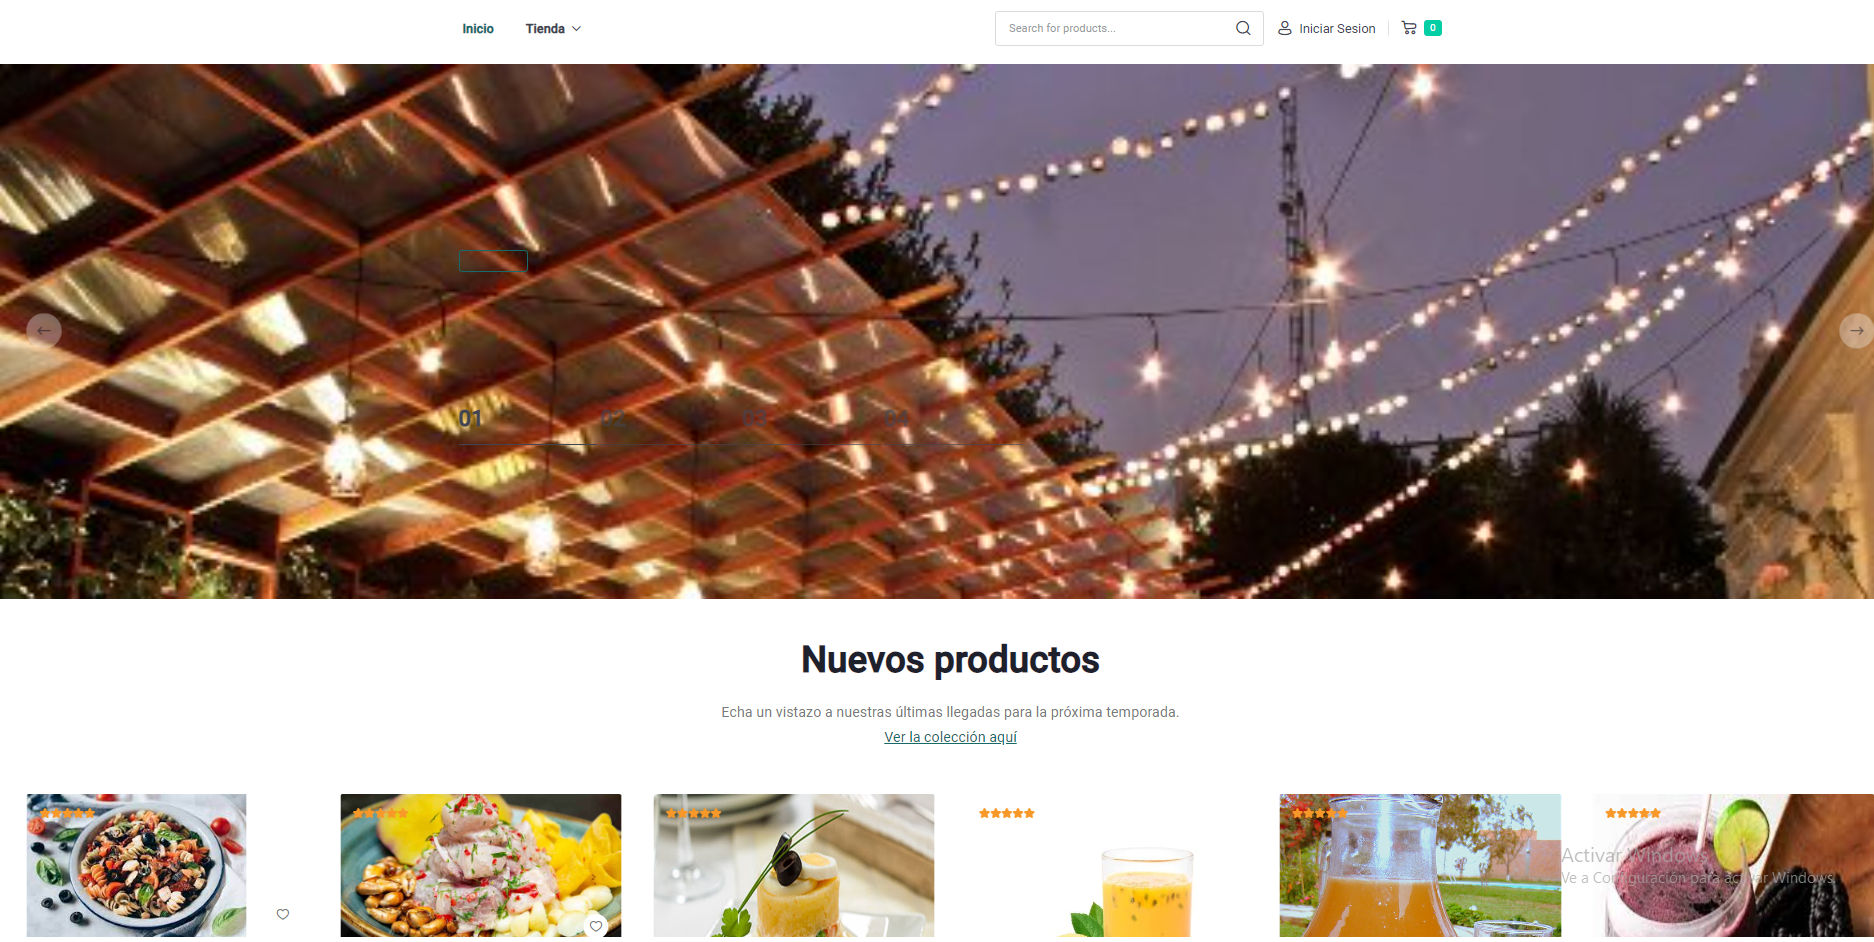 Inicio
Tienda
Search for products...
Iniciar Sesion
0
01
02
03
04
Nuevos productos
Echa un vistazo a nuestras últimas llegadas para la próxima temporada.
Ver la colección aquí
Activar Windows
Ve a Configuración para activar Windows.